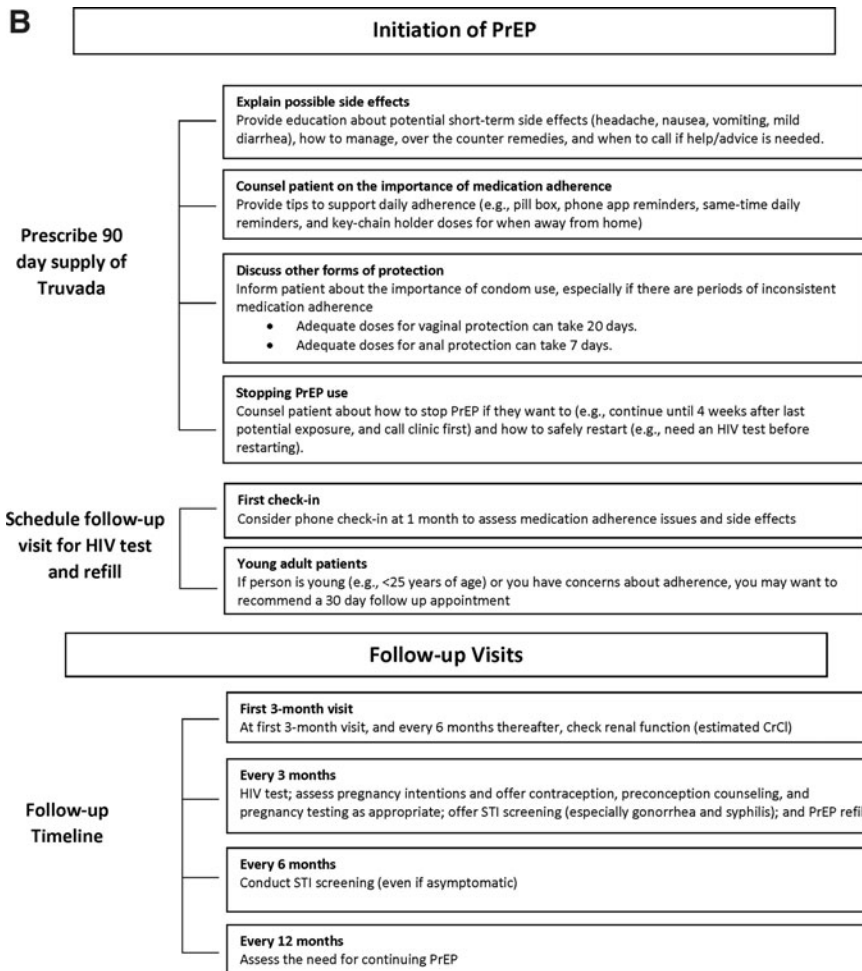 B
Initiation of PrEP
Prescribe 90
day supply of
Truvada
Explain possible side effects
Provide education about potential short-term side effects (headache, nausea, vomiting, mild
diarrhea), how to manage, over the counter remedies, and when to call if help/advice is needed.
Counsel patient on the importance of medication adherence
Provide tips to support daily adherence (e.g., pill box, phone app reminders, same-time daily
reminders, and key-chain holder doses for when away from home)
Discuss other forms of protection
Inform patient about the importance of condom use, especially if there are periods of inconsistent
medication adherence
• Adequate doses for vaginal protection can take 20 days.
• Adequate doses for anal protection can take 7 days.
Stopping PrEP use
Counsel patient about how to stop PrEP if they want to (e.g., continue until 4 weeks after last
potential exposure, and call clinic first) and how to safely restart (e.g., need an HIV test before
restarting).
Schedule follow-up
visit for HIV test
and refill
First check-in
Consider phone check-in at 1 month to assess medication adherence issues and side effects
Young adult patients
If person is young (e.g., <25 years of age) or you have concerns about adherence, you may want to
recommend a 30 day follow up appointment
Follow-up Visits
Follow-up
Timeline
First 3-month visit
At first 3-month visit, and every 6 months thereafter, check renal function (estimated CrCl)
Every 3 months
HIV test; assess pregnancy intentions and offer contraception, preconception counseling, and
pregnancy testing as appropriate; offer STI screening (especially gonorrhea and syphilis); and PrEP refil
Every 6 months
Conduct STI screening (even if asymptomatic)
Every 12 months
Assess the need for continuing PrEP